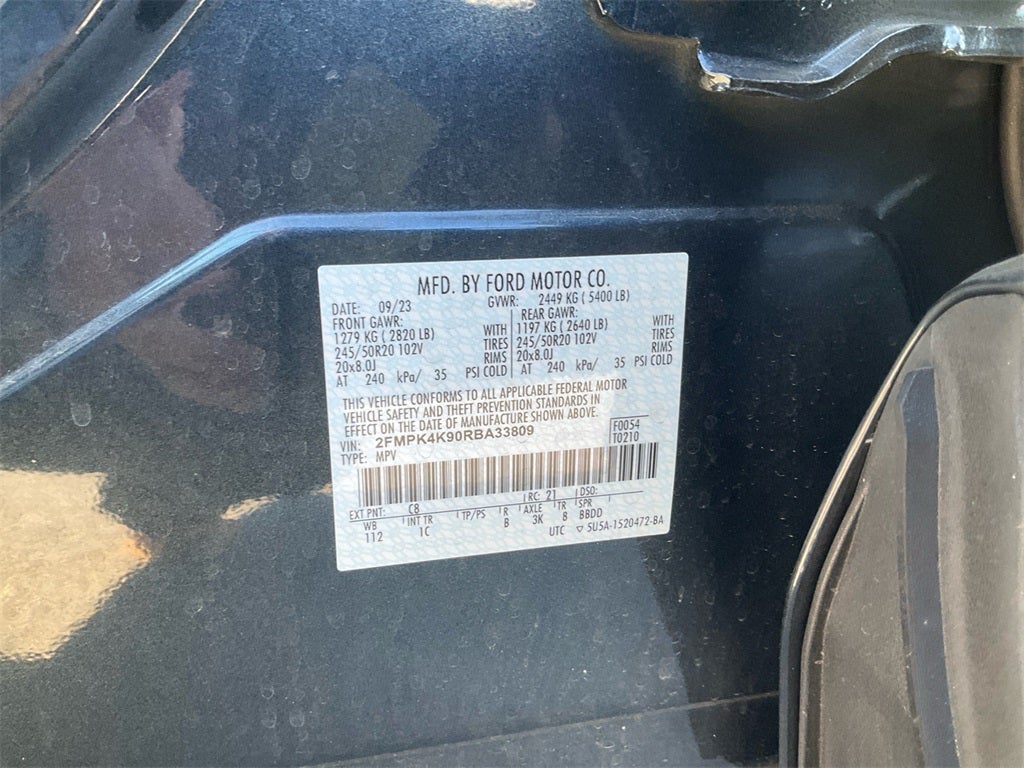 MFD. BY FORD MOTOR CO.
DATE: 09/23 GVWR: 2449 KG ( 5400 LB)
FRONT GAWR: REAR GAWR:
1279 KG ( 2820 LB) WITH 1197 KG ( 2640 LB) WITH
245/50R20 102V TIRES 245/50R20 102V TIRES
20x8.0J RIMS 20x8.0J RIMS
AT 240 kPa/ 35 PSI COLD AT 240 kPa/ 35 PSI COLD
THIS VEHICLE CONFORMS TO ALL APPLICABLE FEDERAL MOTOR
VEHICLE SAFETY AND THEFT PREVENTION STANDARDS IN
EFFECT ON THE DATE OF MANUFACTURE SHOWN ABOVE.
VIN: 2FMPK4K90RBA33809 F0054
TYPE: MPV T0210
EXT PNT: C8 RC: 21 DSO:
WB INT TR TP/PS R AXLE TR SPR
112 1C B 3K 8 BBDD
UTC ▽ 5U5A-1520472-BA